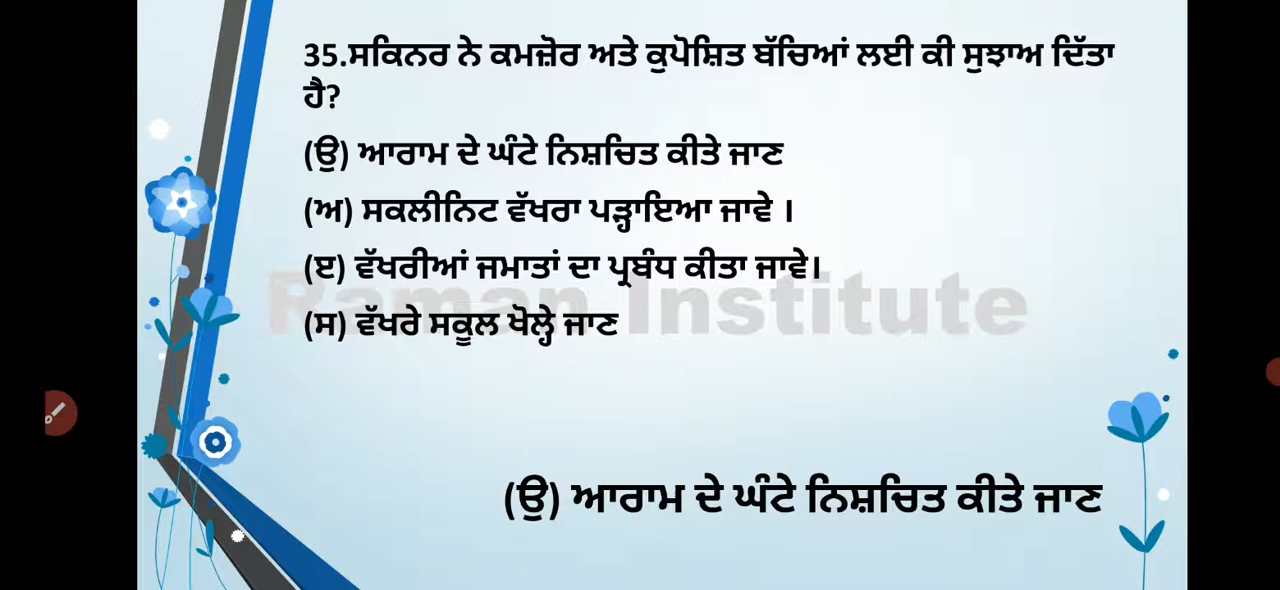 35.ਸਕਿਨਰ ਨੇ ਕਮਜ਼ੋਰ ਅਤੇ ਕੁਪੋਸ਼ਿਤ ਬੱਚਿਆਂ ਲਈ ਕੀ ਸੁਝਾਅ ਦਿੱਤਾ
ਹੈ?
(ਉ) ਆਰਾਮ ਦੇ ਘੰਟੇ ਨਿਸ਼ਚਿਤ ਕੀਤੇ ਜਾਣ
(ਅ) ਸਕਲੀਨਿਟ ਵੱਖਰਾ ਪੜ੍ਹਾਇਆ ਜਾਵੇ ।
(ੲ) ਵੱਖਰੀਆਂ ਜਮਾਤਾਂ ਦਾ ਪ੍ਰਬੰਧ ਕੀਤਾ ਜਾਵੇ।
Raman Institute
(ਸ) ਵੱਖਰੇ ਸਕੂਲ ਖੋਲ੍ਹੇ ਜਾਣ
(ਉ) ਆਰਾਮ ਦੇ ਘੰਟੇ ਨਿਸ਼ਚਿਤ ਕੀਤੇ ਜਾਣ